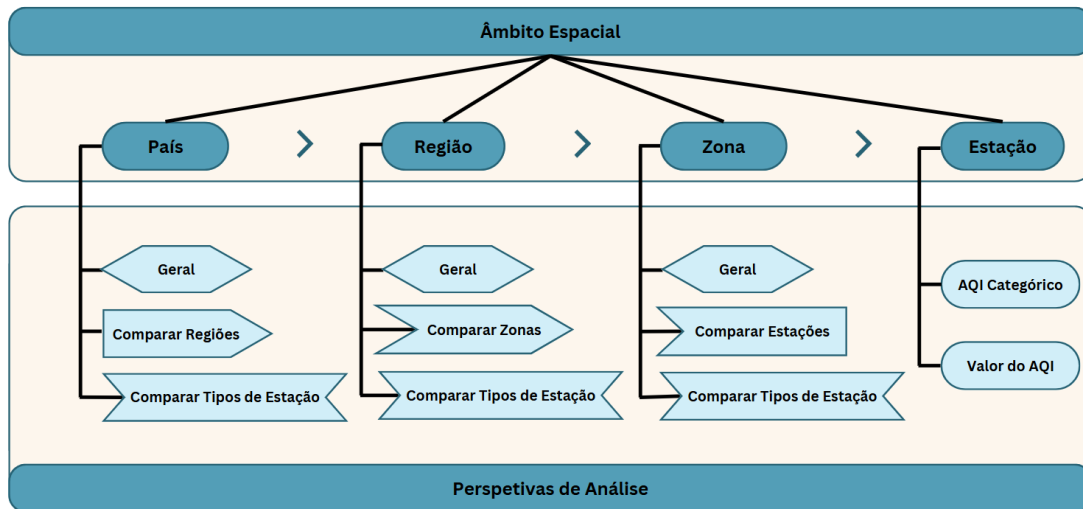 Âmbito Espacial
País
Região
Zona
Estação
Geral
Geral
Geral
AQI Categórico
Comparar Regiões
Comparar Zonas
Comparar Estações
Valor do AQI
Comparar Tipos de Estação
Comparar Tipos de Estação
Comparar Tipos de Estação
Perspetivas de Análise